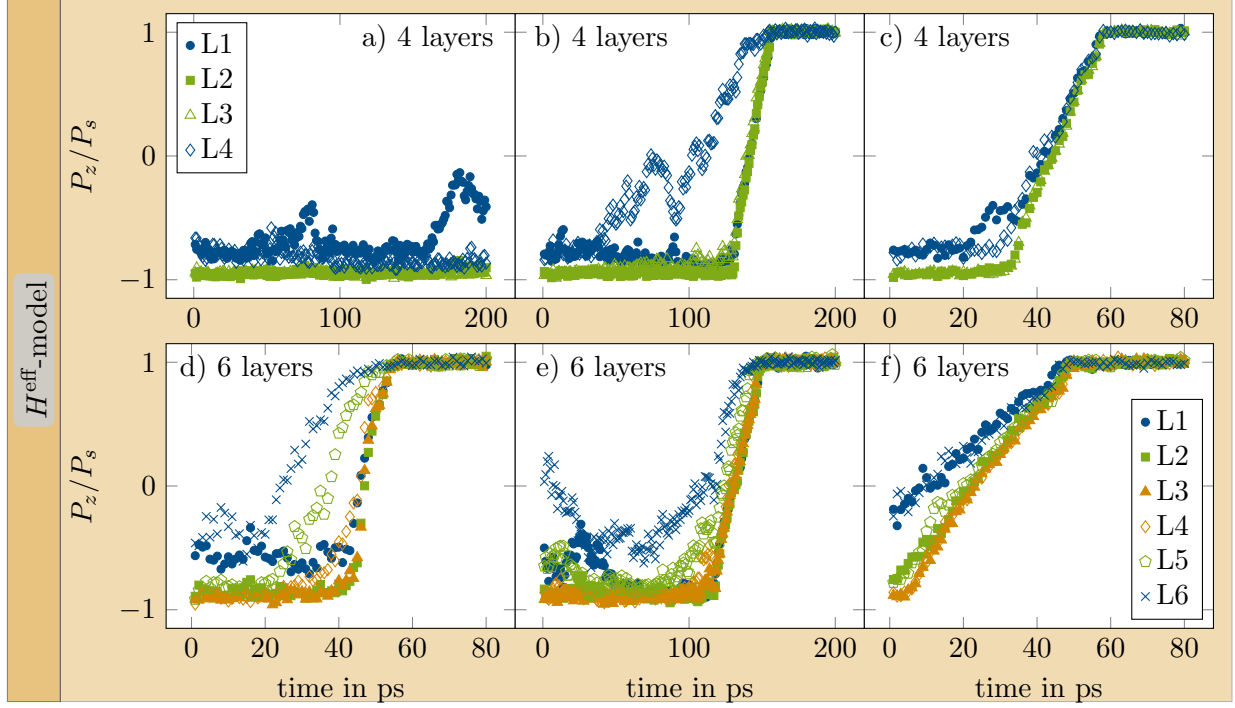 H^eff-model
P_z/P_s
1
0
−1
L1
L2
L3
L4
a) 4 layers
0 100 200
b) 4 layers
0 100 200
c) 4 layers
0 20 40 60 80
P_z/P_s
1
0
−1
d) 6 layers
0 20 40 60 80
time in ps
e) 6 layers
0 100 200
time in ps
f) 6 layers
L1
L2
L3
L4
L5
L6
0 20 40 60 80
time in ps